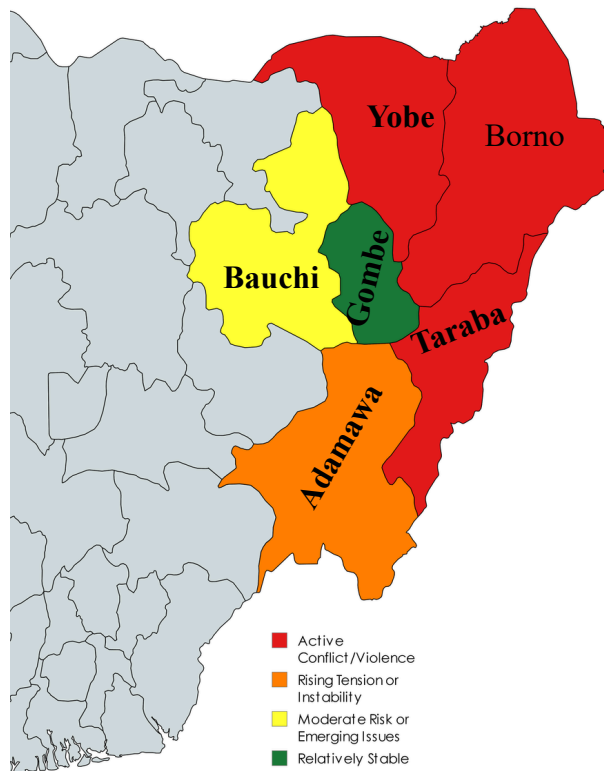 Yobe
Borno
Bauchi
Gombe
Taraba
Adamawa
Active
Conflict/Violence
Rising Tension or
Instability
Moderate Risk or
Emerging Issues
Relatively Stable